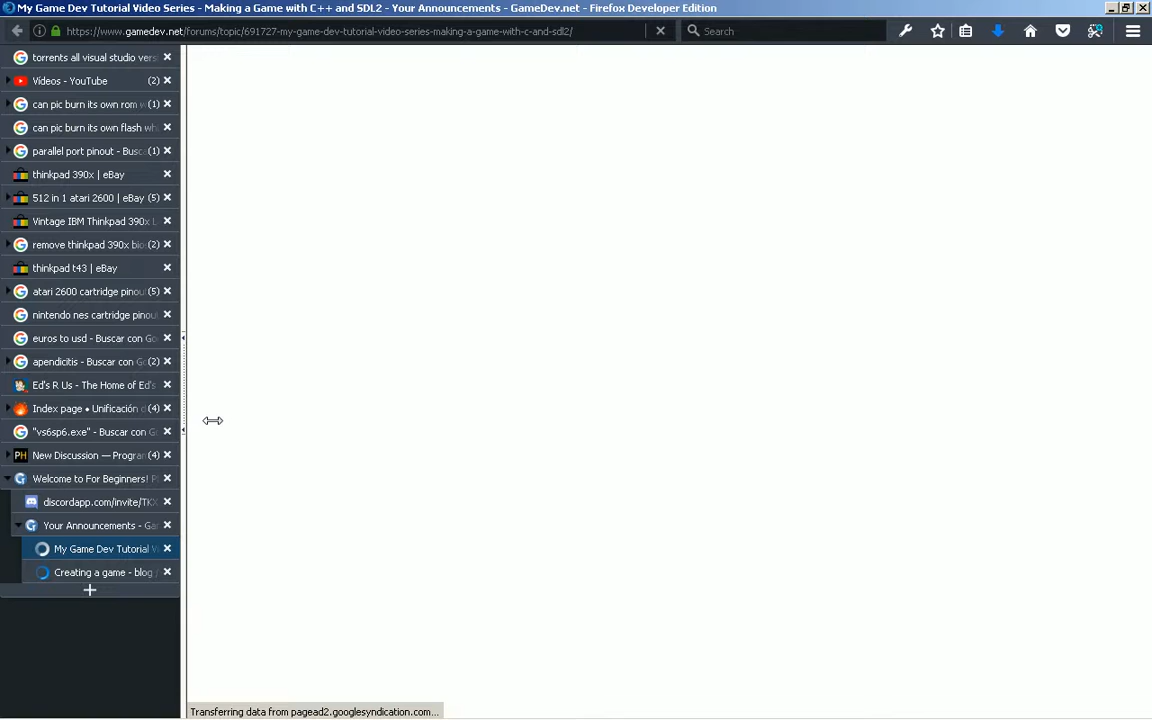 My Game Dev Tutorial Video Series - Making a Game with C++ and SDL2 - Your Announcements - GameDev.net - Firefox Developer Edition
https://www.gamedev.net/forums/topic/691727-my-game-dev-tutorial-video-series-making-a-game-with-c-and-sdl2/
Search
torrents all visual studio vers
Vídeos - YouTube (2)
can pic burn its own rom w (1)
can pic burn its own flash wh
parallel port pinout - Busc (1)
thinkpad 390x | eBay
512 in 1 atari 2600 | eBay (5)
Vintage IBM Thinkpad 390x L
remove thinkpad 390x bio (2)
thinkpad t43 | eBay
atari 2600 cartridge pinou (5)
nintendo nes cartridge pinou
euros to usd - Buscar con Go
apendicitis - Buscar con G (2)
Ed's R Us - The Home of Ed's
Index page • Unificación d (4)
"vs6sp6.exe" - Buscar con G
PH New Discussion — Progra (4)
Welcome to For Beginners! P
discordapp.com/invite/TK
Your Announcements - Ga
My Game Dev Tutorial V
Creating a game - blog
Transferring data from pagead2.googlesyndication.com...